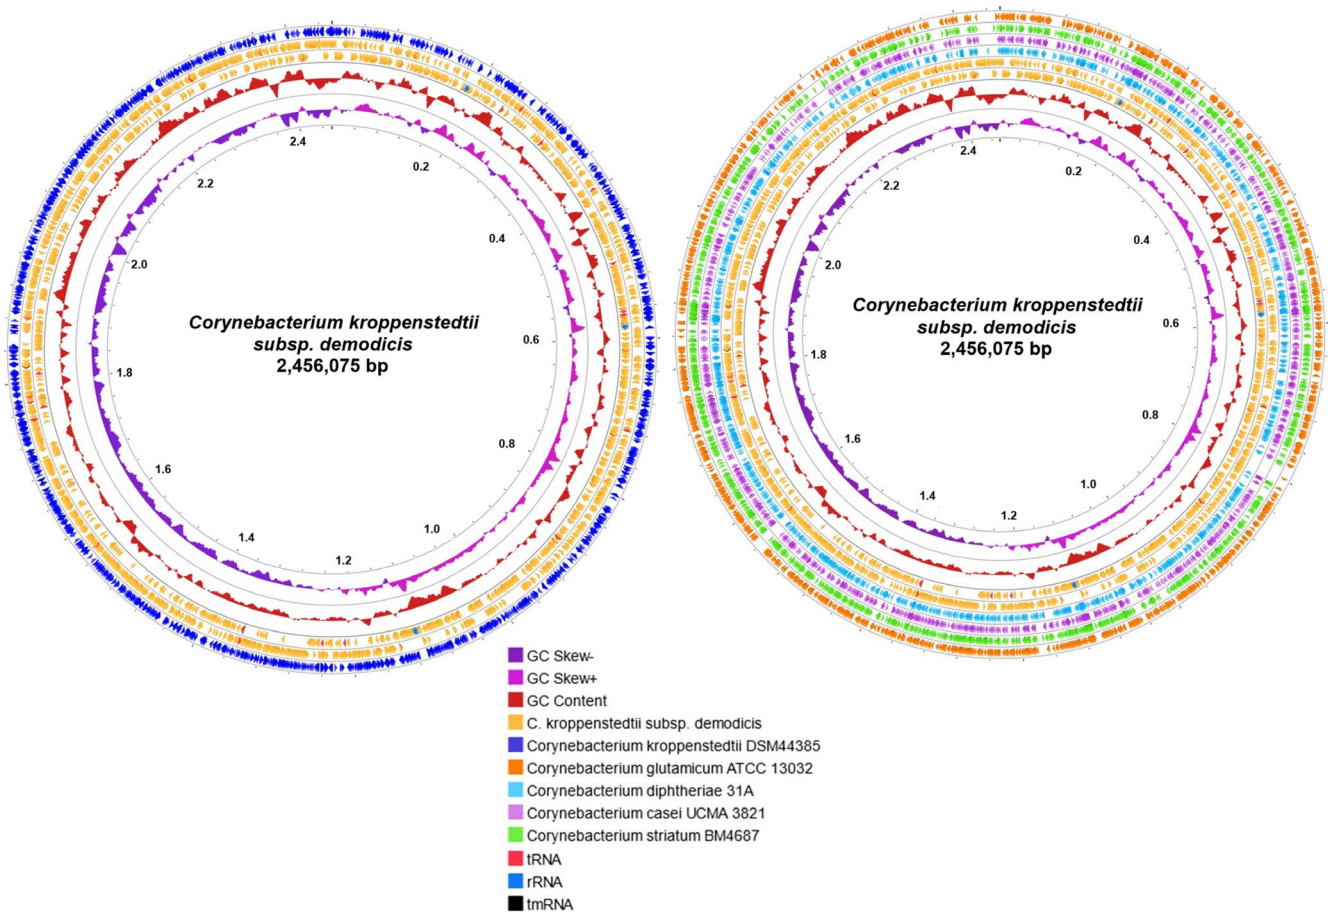 2.4
0.2
0.4
0.6
0.8
1.0
1.2
1.4
1.6
1.8
2.0
2.2
Corynebacterium kroppenstedtii
subsp. demodicis
2,456,075 bp
2.4
0.2
0.4
0.6
0.8
1.0
1.2
1.4
1.6
1.8
2.0
2.2
Corynebacterium kroppenstedtii
subsp. demodicis
2,456,075 bp
GC Skew-
GC Skew+
GC Content
C. kroppenstedtii subsp. demodicis
Corynebacterium kroppenstedtii DSM44385
Corynebacterium glutamicum ATCC 13032
Corynebacterium diphtheriae 31A
Corynebacterium casei UCMA 3821
Corynebacterium striatum BM4687
tRNA
rRNA
tmRNA